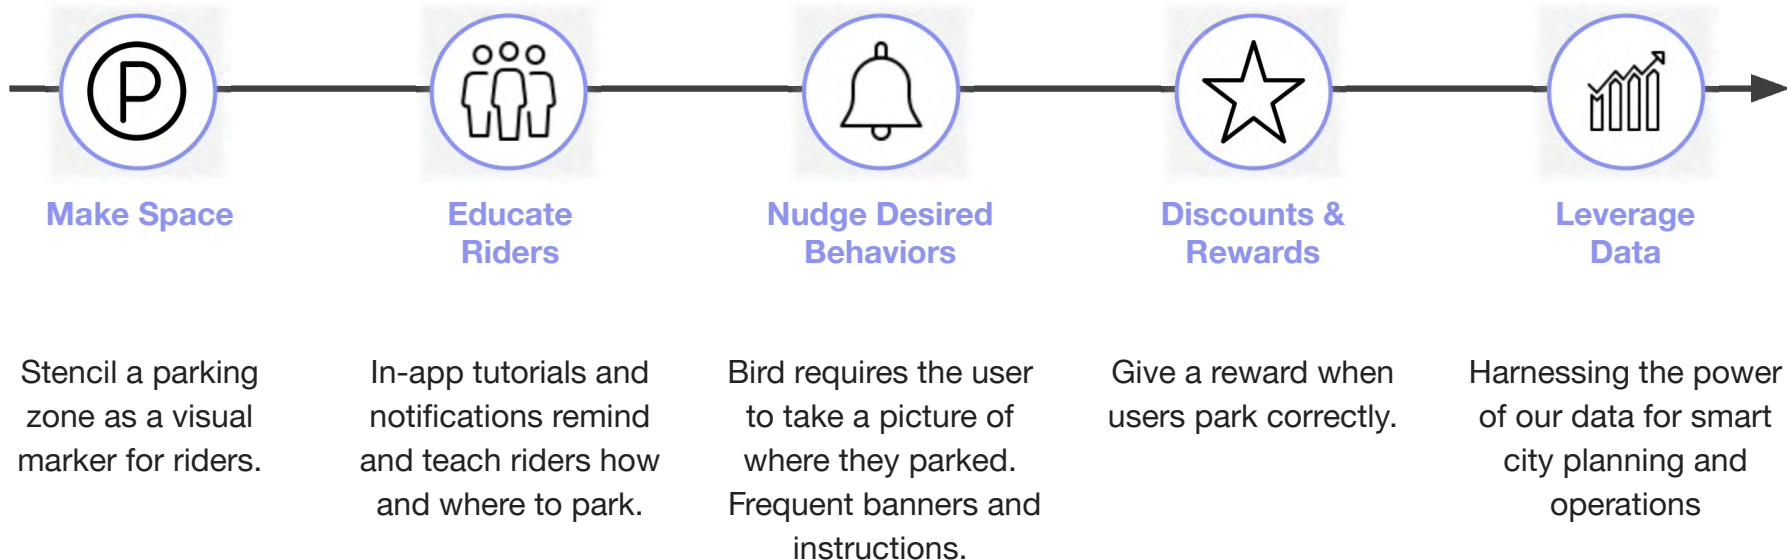 P
Make Space
Stencil a parking
zone as a visual
marker for riders.
Educate
Riders
In-app tutorials and
notifications remind
and teach riders how
and where to park.
Nudge Desired
Behaviors
Bird requires the user
to take a picture of
where they parked.
Frequent banners and
instructions.
Discounts &
Rewards
Give a reward when
users park correctly.
Leverage
Data
Harnessing the power
of our data for smart
city planning and
operations